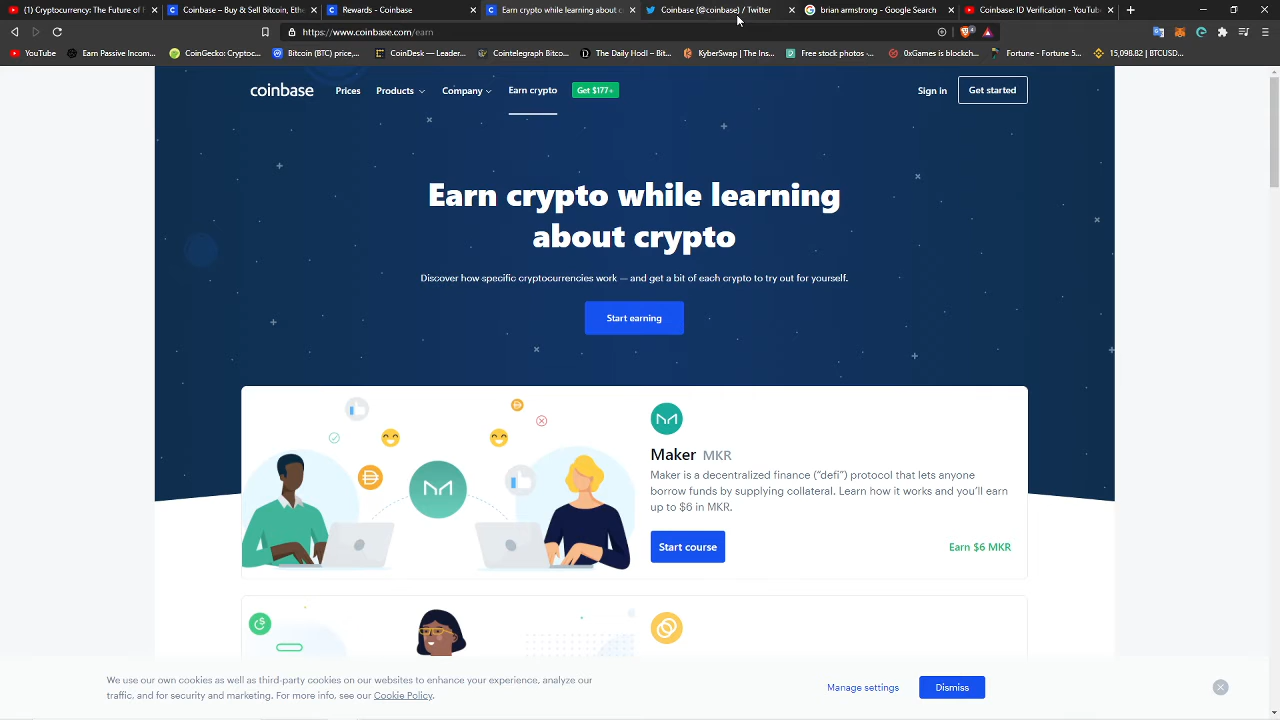 (1) Cryptocurrency: The Future of F
Coinbase – Buy & Sell Bitcoin, Ethe
Rewards - Coinbase
Earn crypto while learning about c
Coinbase (@coinbase) / Twitter
brian armstrong - Google Search
Coinbase ID Verification - YouTube
https://www.coinbase.com/earn
YouTube
Earn Passive Incom...
CoinGecko: Cryptoc...
Bitcoin (BTC) price,...
CoinDesk — Leader...
Cointelegraph Bitco...
The Daily Hodl – Bit...
KyberSwap | The Ins...
Free stock photos ·...
0xGames is blockch...
Fortune - Fortune 5...
15,098.82 | BTCUSD...
coinbase
Prices
Products
Company
Earn crypto
Get $177+
Sign in
Get started
Earn crypto while learning
about crypto
Discover how specific cryptocurrencies work — and get a bit of each crypto to try out for yourself.
Start earning
Maker MKR
Maker is a decentralized finance (“defi”) protocol that lets anyone
borrow funds by supplying collateral. Learn how it works and you’ll earn
up to $6 in MKR.
Start course
Earn $6 MKR
We use our own cookies as well as third-party cookies on our websites to enhance your experience, analyze our
traffic, and for security and marketing. For more info, see our Cookie Policy.
Manage settings
Dismiss